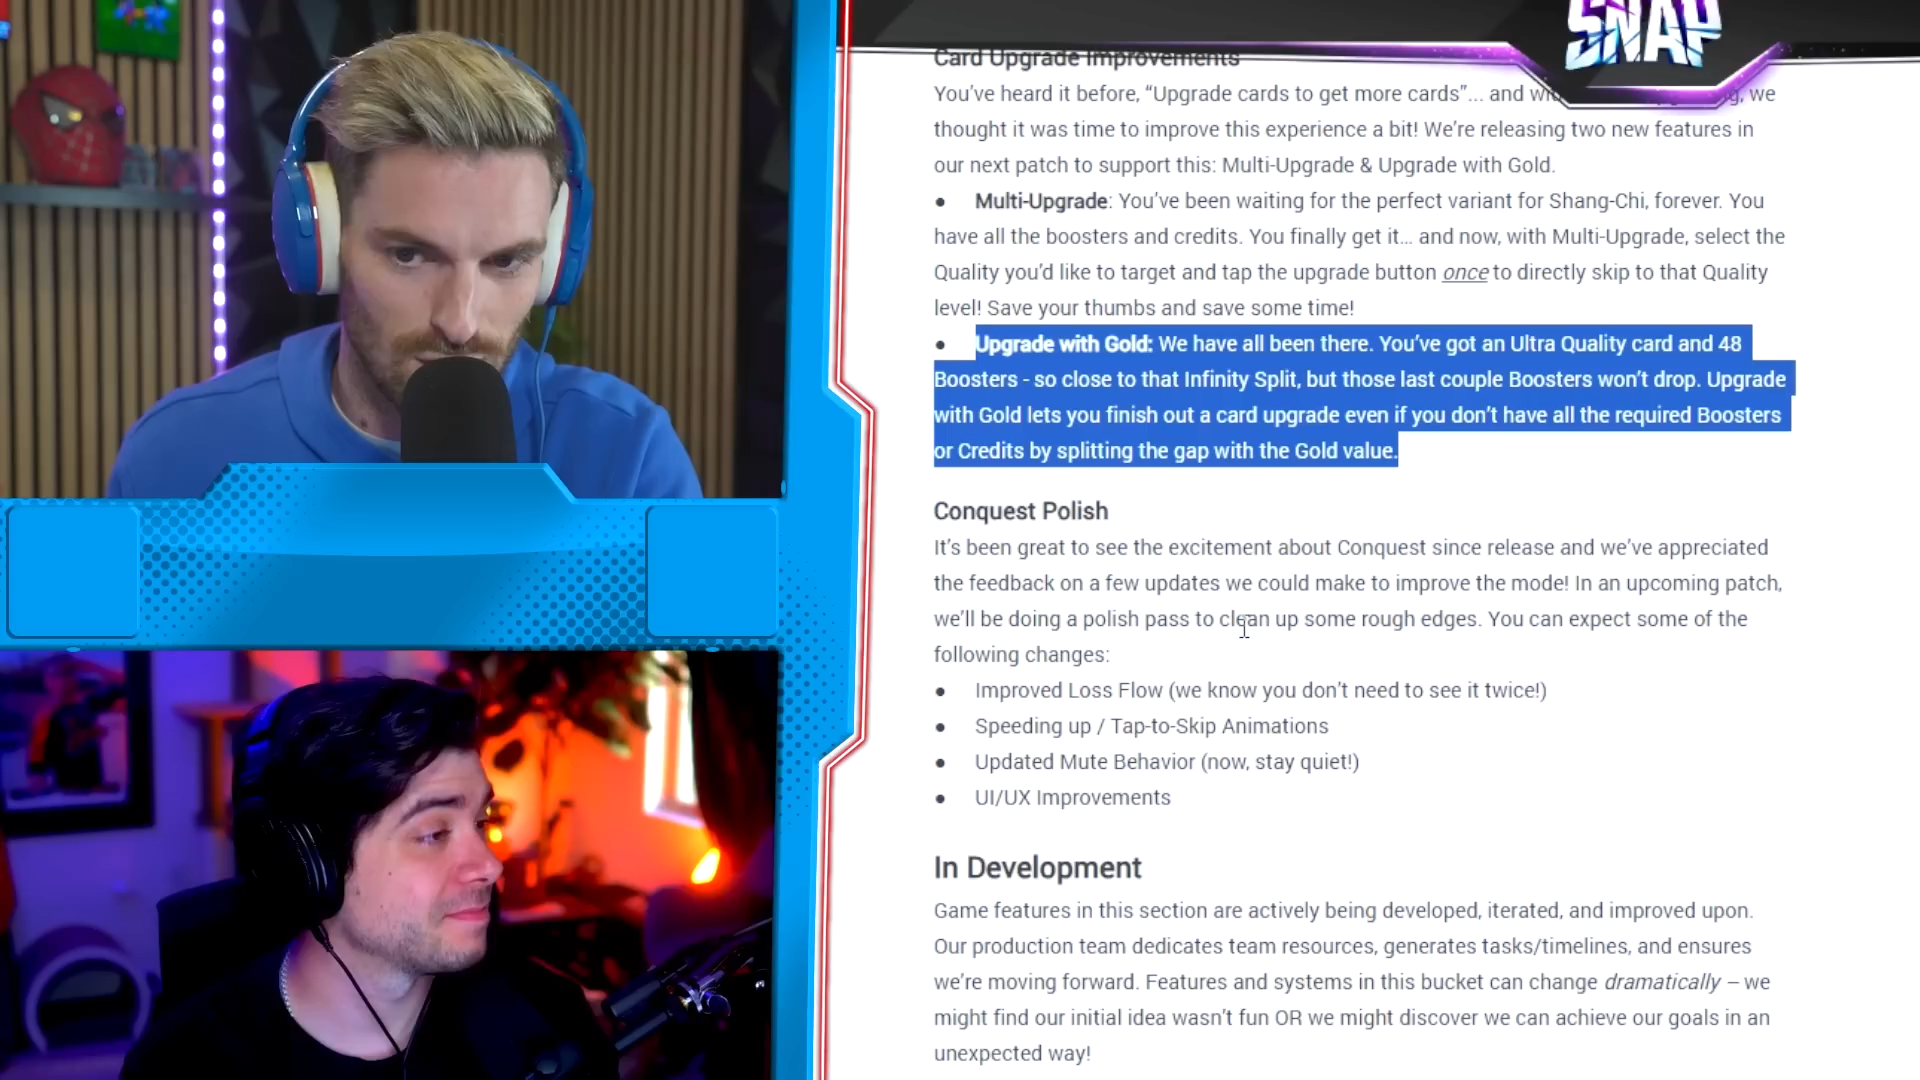 SNAP
Card Upgrade Improvements
You've heard it before, “Upgrade cards to get more cards”... and we
thought it was time to improve this experience a bit! We're releasing two new features in
our next patch to support this: Multi-Upgrade & Upgrade with Gold.
● Multi-Upgrade: You've been waiting for the perfect variant for Shang-Chi, forever. You
have all the boosters and credits. You finally get it... and now, with Multi-Upgrade, select the
Quality you'd like to target and tap the upgrade button once to directly skip to that Quality
level! Save your thumbs and save some time!
● Upgrade with Gold: We have all been there. You've got an Ultra Quality card and 48
Boosters - so close to that Infinity Split, but those last couple Boosters won't drop. Upgrade
with Gold lets you finish out a card upgrade even if you don't have all the required Boosters
or Credits by splitting the gap with the Gold value.
Conquest Polish
It's been great to see the excitement about Conquest since release and we've appreciated
the feedback on a few updates we could make to improve the mode! In an upcoming patch,
we'll be doing a polish pass to clean up some rough edges. You can expect some of the
following changes:
● Improved Loss Flow (we know you don't need to see it twice!)
● Speeding up / Tap-to-Skip Animations
● Updated Mute Behavior (now, stay quiet!)
● UI/UX Improvements
In Development
Game features in this section are actively being developed, iterated, and improved upon.
Our production team dedicates team resources, generates tasks/timelines, and ensures
we're moving forward. Features and systems in this bucket can change dramatically – we
might find our initial idea wasn't fun OR we might discover we can achieve our goals in an
unexpected way!